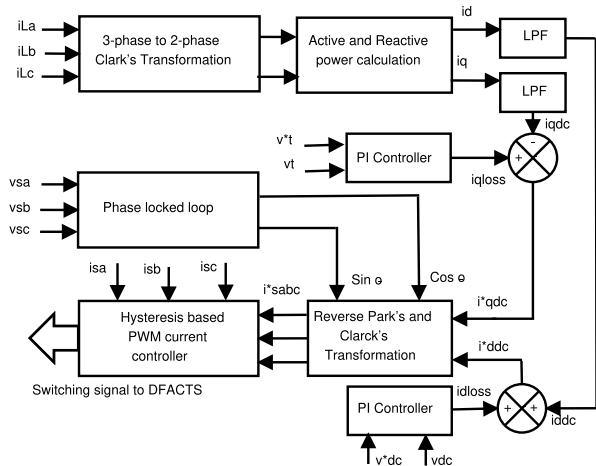 iLa
iLb
iLc
3-phase to 2-phase
Clark's Transformation
Active and Reactive
power calculation
id
iq
LPF
LPF
iqdc
v*t
vt
PI Controller
iqloss
-
+
vsa
vsb
vsc
Phase locked loop
isa
isb
isc
i*sabc
Sin ɵ
Cos ɵ
i*qdc
i*ddc
Hysteresis based
PWM current
controller
Reverse Park's and
Clarck's
Transformation
Switching signal to DFACTS
PI Controller
idloss
+ +
iddc
v*dc
vdc